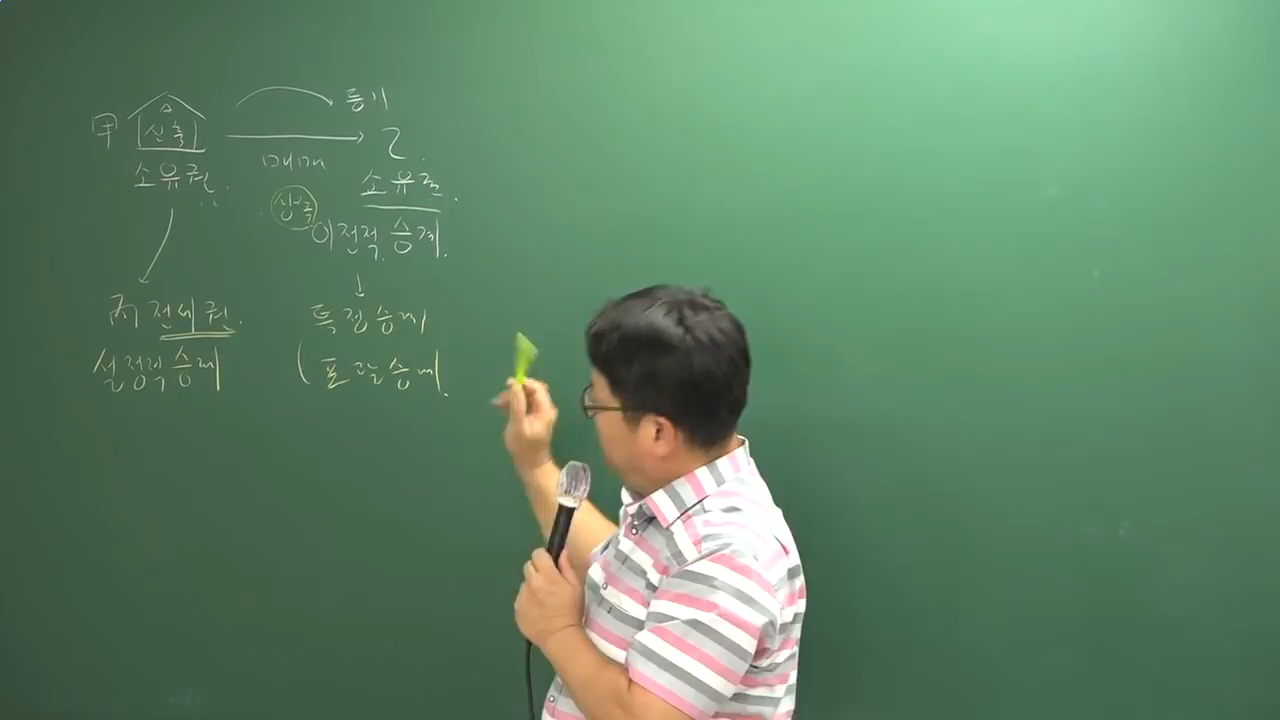 등기
甲 신축 乙
매매
소유권 소유권.
상속
이전적 승계.
丙 전세권. 특정승계
설정적 승계 포괄승계.